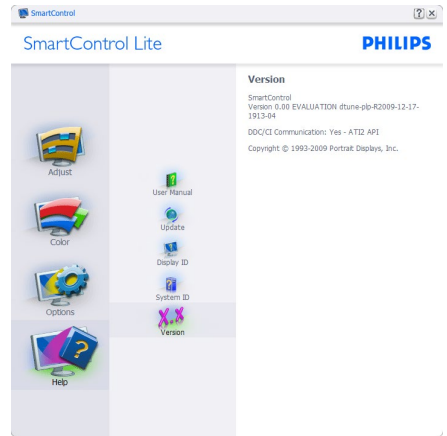 SmartControl
SmartControl Lite
PHILIPS
Adjust
Color
Options
Help
User Manual
Update
Display ID
System ID
Version
Version
SmartControl
Version 0.00 EVALUATION dtune-plp-R2009-12-17-
1913-04
DDC/CI Communication: Yes - ATI2 API
Copyright © 1993-2009 Portrait Displays, Inc.